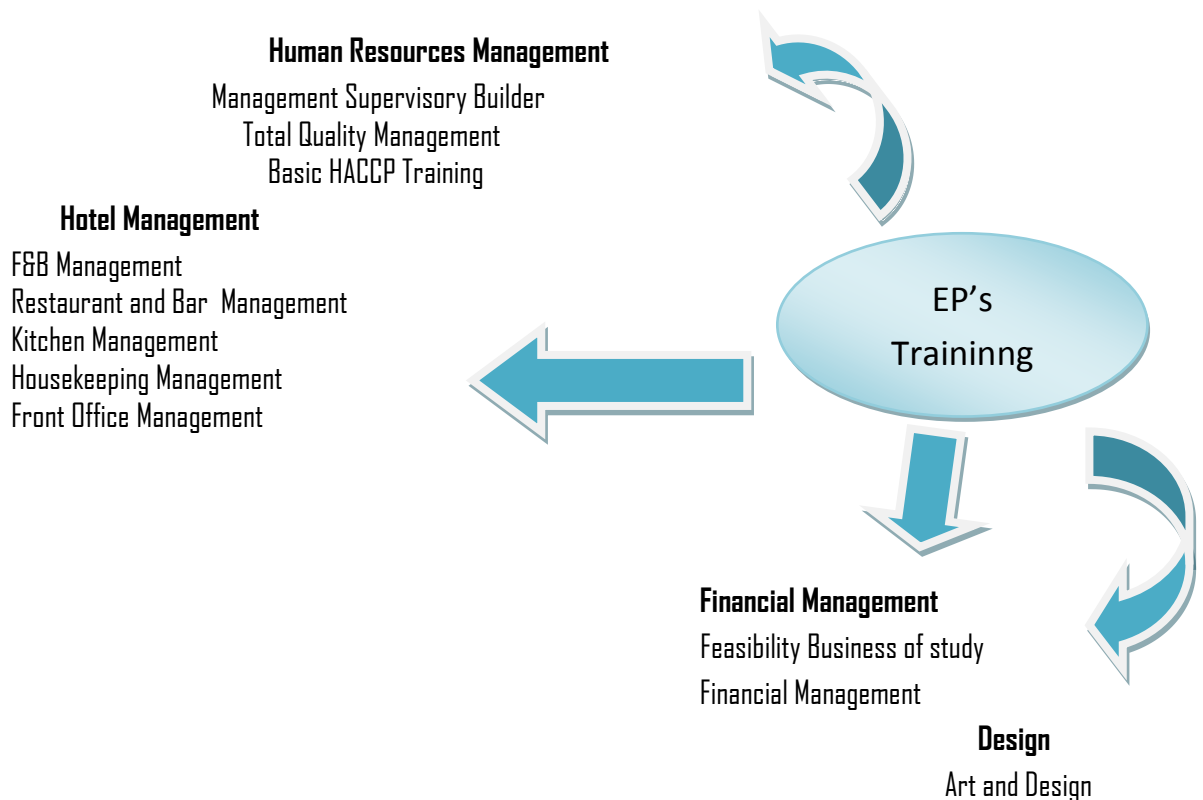 Human Resources Management
Management Supervisory Builder
Total Quality Management
Basic HACCP Training
Hotel Management
F&B Management
Restaurant and Bar  Management
Kitchen Management
Housekeeping Management
Front Office Management
EP’s
Traininng
Financial Management
Feasibility Business of study
Financial Management
Design
Art and Design